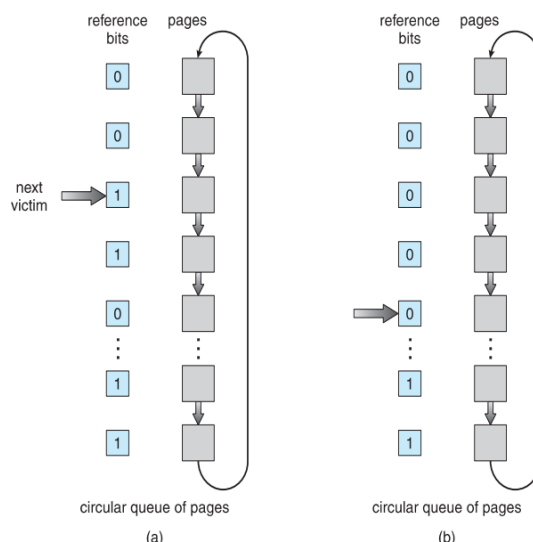 reference bits
pages
0
0
next victim
1
1
0
1
1
circular queue of pages
(a)
reference bits
pages
0
0
0
0
0
1
1
circular queue of pages
(b)